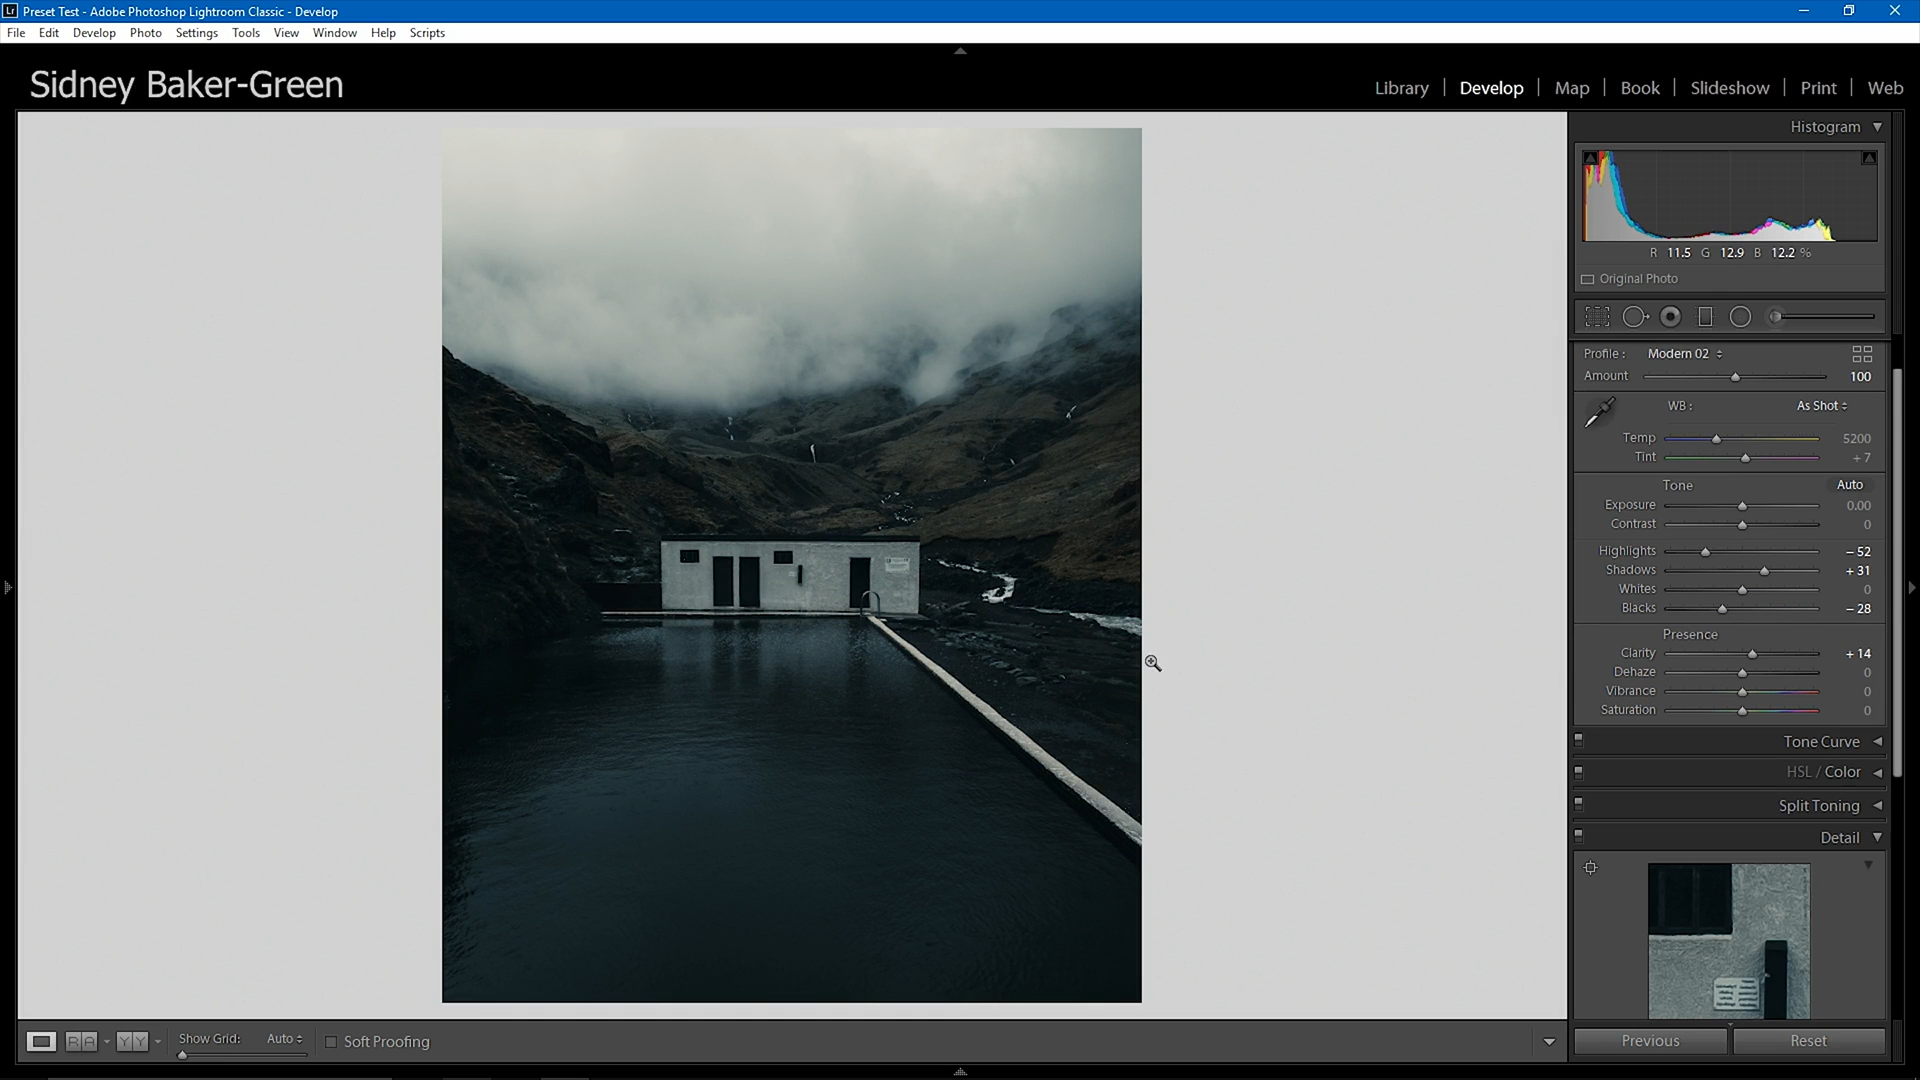 Lr Preset Test - Adobe Photoshop Lightroom Classic - Develop
File Edit Develop Photo Settings Tools View Window Help Scripts
Sidney Baker-Green
Library | Develop | Map | Book | Slideshow | Print | Web
Histogram
R 11.5 G 12.9 B 12.2 %
Original Photo
Profile : Modern 02
Amount 100
WB : As Shot
Temp 5200
Tint + 7
Tone Auto
Exposure 0.00
Contrast 0
Highlights – 52
Shadows + 31
Whites 0
Blacks – 28
Presence
Clarity + 14
Dehaze 0
Vibrance 0
Saturation 0
Tone Curve
HSL / Color
Split Toning
Detail
R A Y Y Show Grid: Auto Soft Proofing
Previous Reset